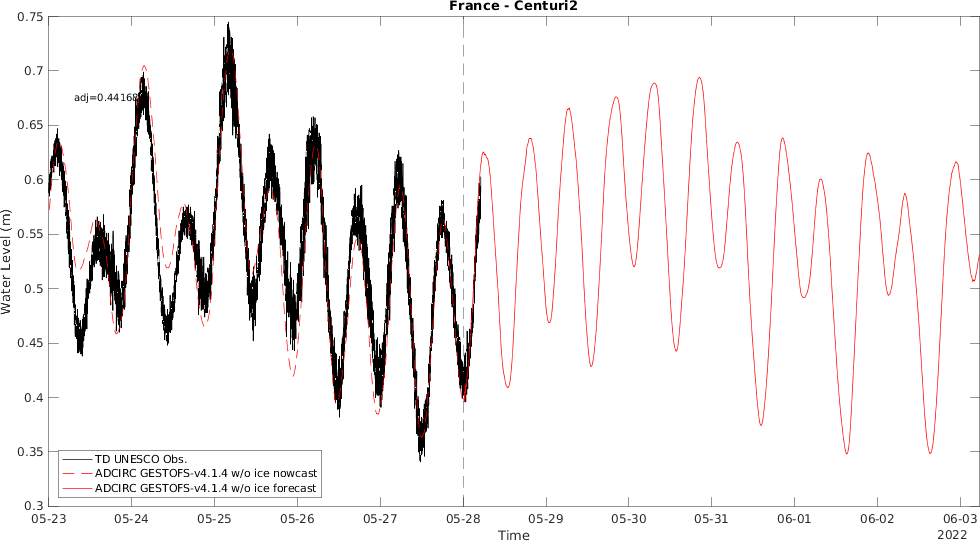 France - Centuri2
0.75
0.7
0.65
0.6
0.55
0.5
0.45
0.4
0.35
0.3
Water Level (m)
adj=0.44168
TD UNESCO Obs.
ADCIRC GESTOFS-v4.1.4 w/o ice nowcast
ADCIRC GESTOFS-v4.1.4 w/o ice forecast
05-23 05-24 05-25 05-26 05-27 05-28 05-29 05-30 05-31 06-01 06-02 06-03
Time
2022